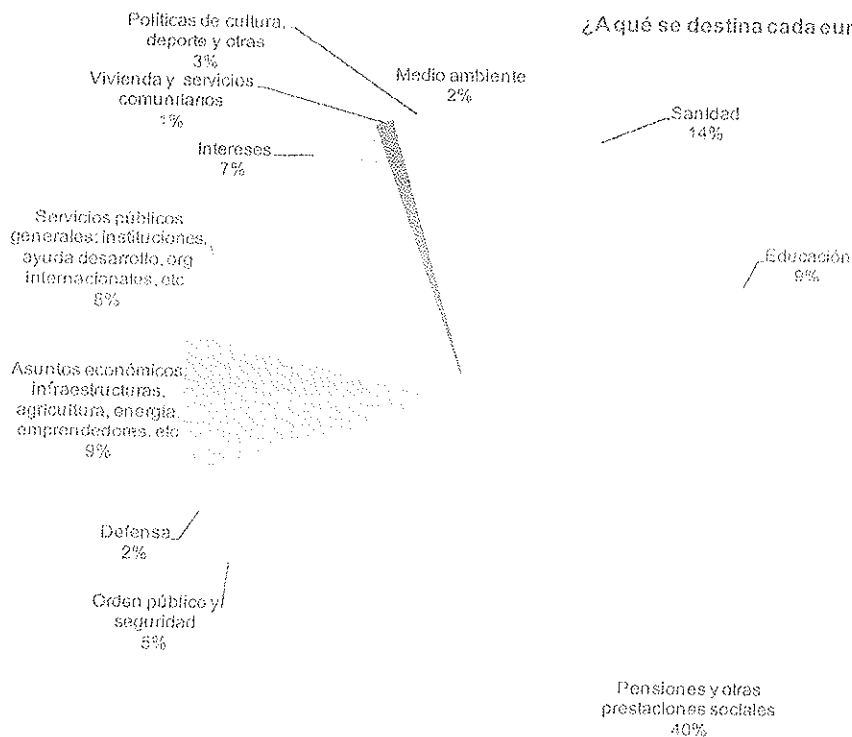 ¿A qué se destina cada eur
Políticas de cultura,
deporte y otras
3%
Medio ambiente
2%
Vivienda y servicios
comunitarios
1%
Sanidad
14%
Intereses
7%
Servicios públicos
generales: instituciones,
ayuda desarrollo, org
internacionales, etc
8%
Educación
9%
Asuntos económicos,
infraestructuras,
agricultura, energía,
emprendedores, etc
9%
Defensa
2%
Orden público y
seguridad
5%
Pensiones y otras
prestaciones sociales
40%